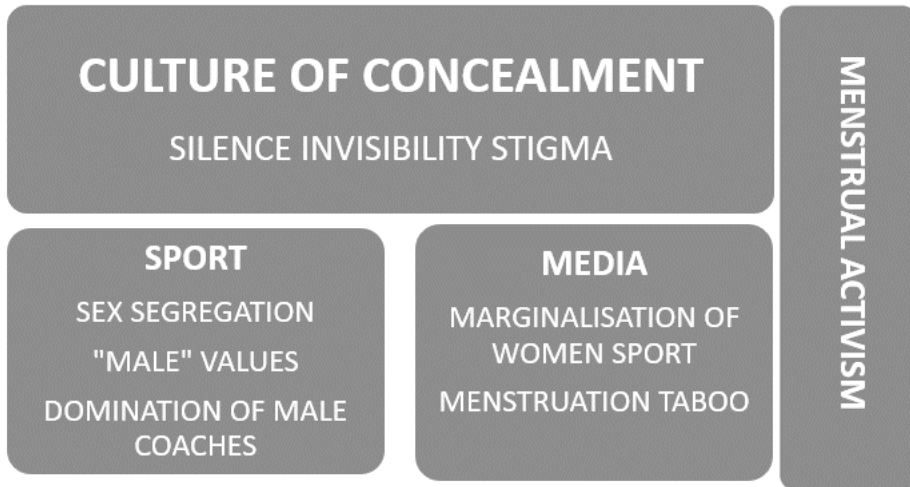 CULTURE OF CONCEALMENT
SILENCE INVISIBILITY STIGMA
SPORT
SEX SEGREGATION
"MALE" VALUES
DOMINATION OF MALE
COACHES
MEDIA
MARGINALISATION OF
WOMEN SPORT
MENSTRUATION TABOO
MENSTRUAL ACTIVISM